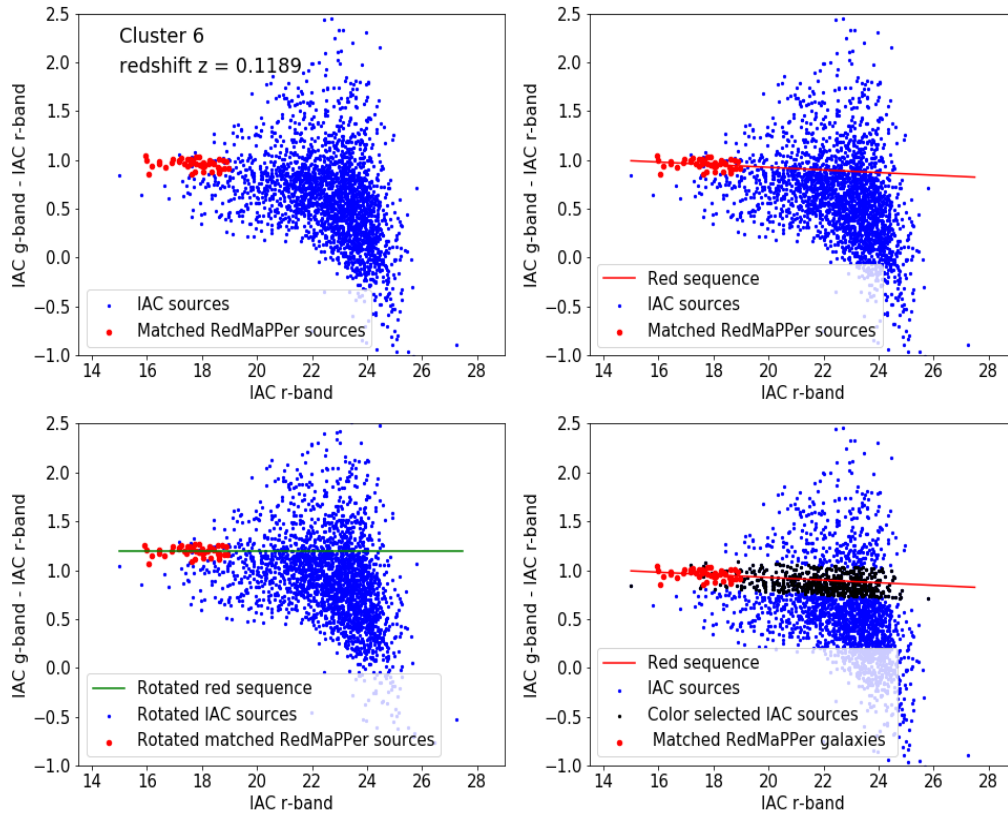 2.5
2.0
1.5
1.0
0.5
0.0
−0.5
−1.0
IAC g-band - IAC r-band
Cluster 6
redshift z = 0.1189
IAC sources
Matched RedMaPPer sources
14 16 18 20 22 24 26 28
IAC r-band
2.5
2.0
1.5
1.0
0.5
0.0
−0.5
−1.0
IAC g-band - IAC r-band
Red sequence
IAC sources
Matched RedMaPPer sources
14 16 18 20 22 24 26 28
IAC r-band
2.5
2.0
1.5
1.0
0.5
0.0
−0.5
−1.0
IAC g-band - IAC r-band
Rotated red sequence
Rotated IAC sources
Rotated matched RedMaPPer sources
14 16 18 20 22 24 26 28
IAC r-band
2.5
2.0
1.5
1.0
0.5
0.0
−0.5
−1.0
IAC g-band - IAC r-band
Red sequence
IAC sources
Color selected IAC sources
Matched RedMaPPer galaxies
14 16 18 20 22 24 26 28
IAC r-band